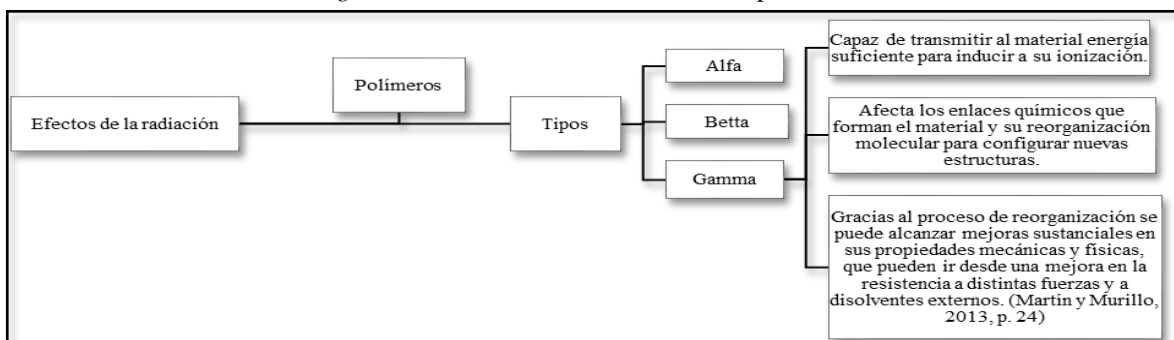 Efectos de la radiación
Polímeros
Tipos
Alfa
Betta
Gamma
Capaz de transmitir al material energía
suficiente para inducir a su ionización.
Afecta los enlaces químicos que
forman el material y su reorganización
molecular para configurar nuevas
estructuras.
Gracias al proceso de reorganización se
puede alcanzar mejoras sustanciales en
sus propiedades mecánicas y físicas,
que pueden ir desde una mejora en la
resistencia a distintas fuerzas y a
disolventes externos. (Martín y Murillo,
2013, p. 24)